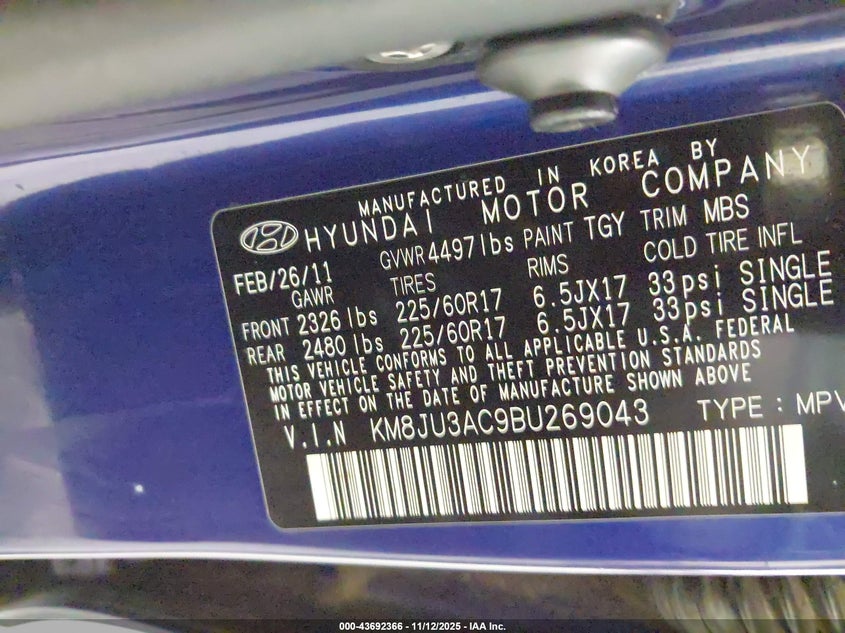 MANUFACTURED IN KOREA BY
HYUNDAI MOTOR COMPANY
FEB/26/11 GVWR 4497 lbs PAINT TGY TRIM MBS
GAWR TIRES RIMS COLD TIRE INFL
FRONT 2326 lbs 225/60R17 6.5JX17 33psi SINGLE
REAR 2480 lbs 225/60R17 6.5JX17 33psi SINGLE
THIS VEHICLE CONFORMS TO ALL APPLICABLE U.S.A. FEDERAL
MOTOR VEHICLE SAFETY AND THEFT PREVENTION STANDARDS
IN EFFECT ON THE DATE OF MANUFACTURE SHOWN ABOVE
V.I.N KM8JU3AC9BU269043 TYPE : MPV
000-43692366 - 11/12/2025 - IAA Inc.